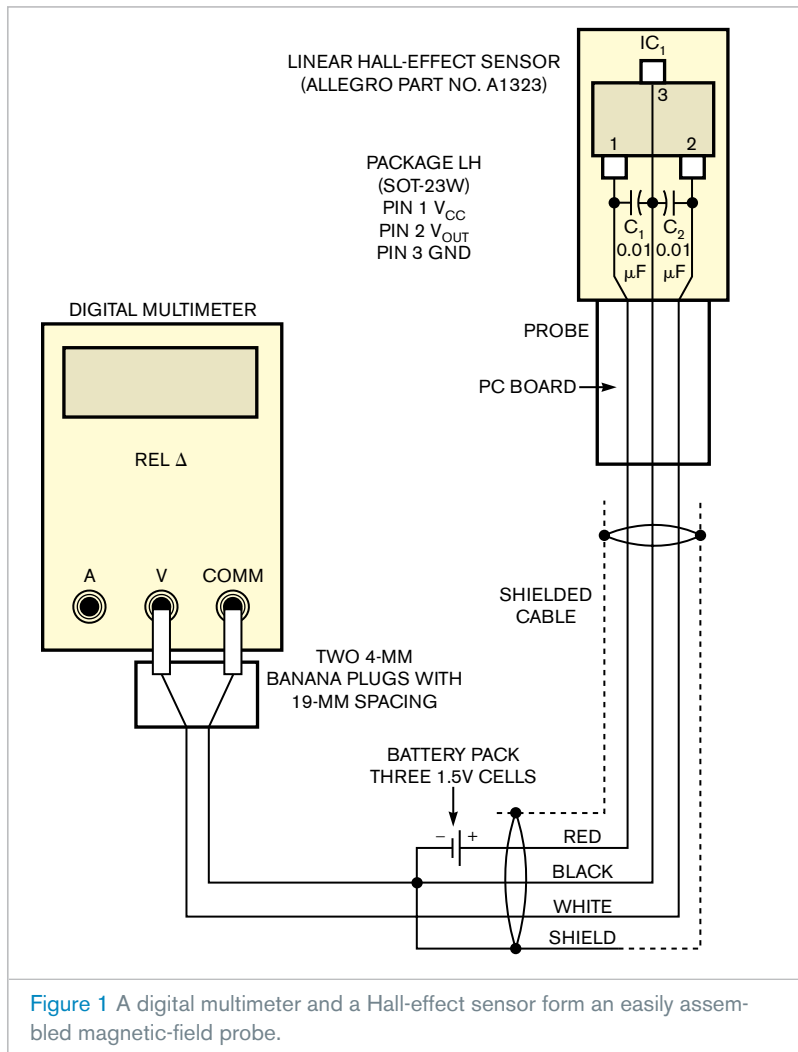 LINEAR HALL-EFFECT SENSOR
(ALLEGRO PART NO. A1323)
IC1
3
1
2
PACKAGE LH
(SOT-23W)
PIN 1 VCC
PIN 2 VOUT
PIN 3 GND
C1
0.01
μF
C2
0.01
μF
DIGITAL MULTIMETER
PROBE
PC BOARD
REL Δ
A
V
COMM
SHIELDED
CABLE
TWO 4-MM
BANANA PLUGS WITH
19-MM SPACING
BATTERY PACK
THREE 1.5V CELLS
− +
RED
BLACK
WHITE
SHIELD
Figure 1 A digital multimeter and a Hall-effect sensor form an easily assem-
bled magnetic-field probe.